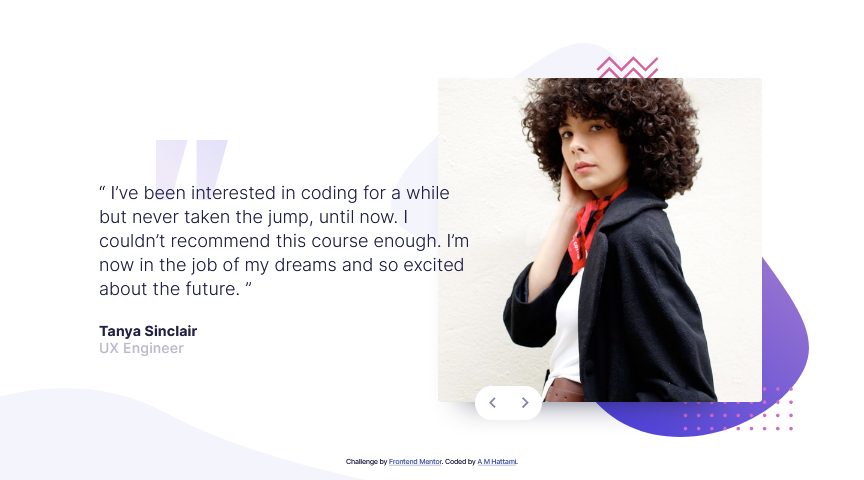 “ I’ve been interested in coding for a while
but never taken the jump, until now. I
couldn’t recommend this course enough. I’m
now in the job of my dreams and so excited
about the future. ”
Tanya Sinclair
UX Engineer
Challenge by Frontend Mentor. Coded by A M Hattami.